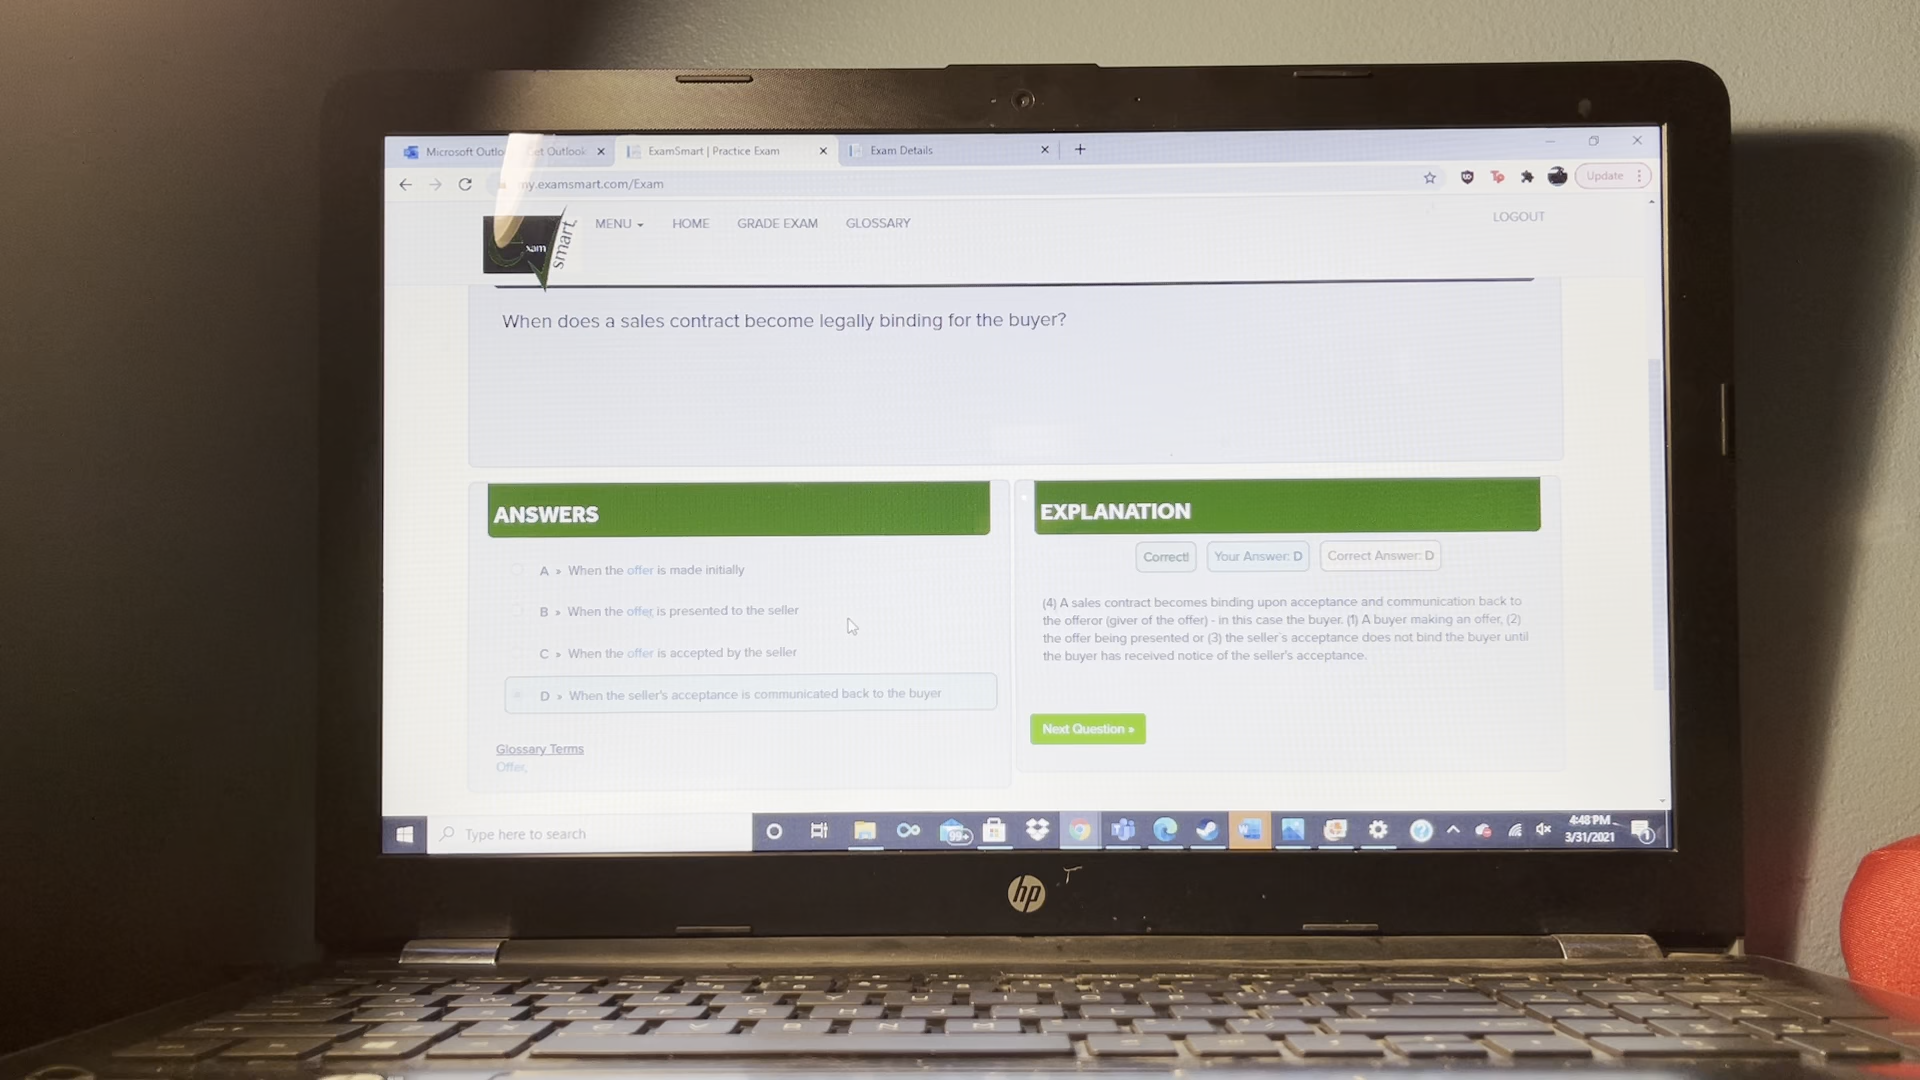 Microsoft Outlo et Outlook
ExamSmart | Practice Exam
Exam Details
my.examsmart.com/Exam
Update
xam
smart
MENU
HOME
GRADE EXAM
GLOSSARY
LOGOUT
When does a sales contract become legally binding for the buyer?
ANSWERS
A » When the offer is made initially
B » When the offer is presented to the seller
C » When the offer is accepted by the seller
D » When the seller's acceptance is communicated back to the buyer
Glossary Terms
Offer,
EXPLANATION
Correct!
Your Answer: D
Correct Answer: D
(4) A sales contract becomes binding upon acceptance and communication back to
the offeror (giver of the offer) - in this case the buyer. (1) A buyer making an offer, (2)
the offer being presented or (3) the seller's acceptance does not bind the buyer until
the buyer has received notice of the seller's acceptance.
Next Question »
Type here to search
99+
4:48 PM
3/31/2021
1
hp